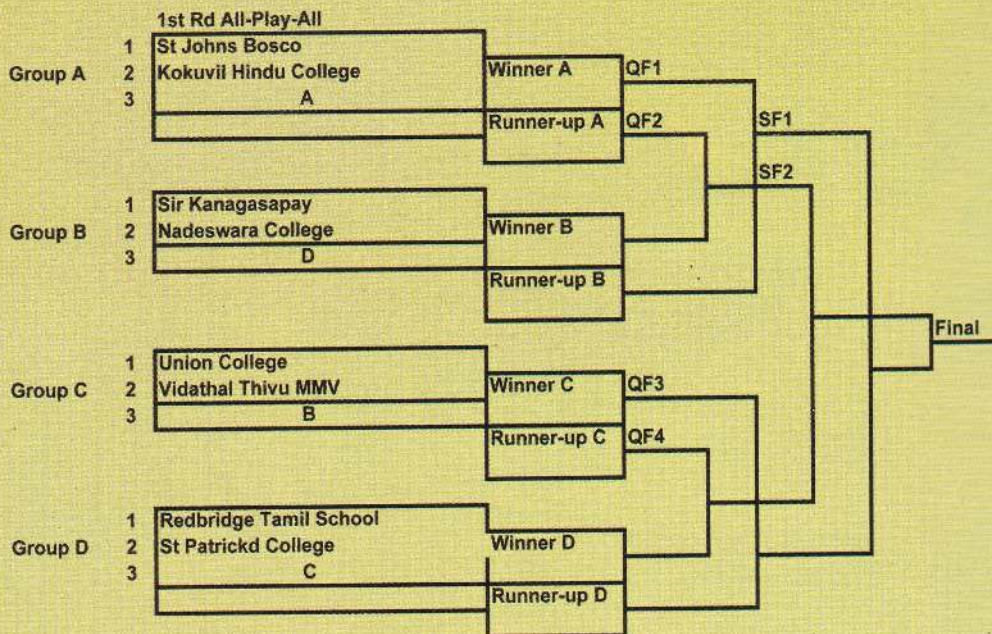 1st Rd All-Play-All
Group A
1 St Johns Bosco
2 Kokuvil Hindu College
3 A
Winner A
QF1
Runner-up A
QF2
SF1
SF2
Group B
1 Sir Kanagasapay
2 Nadeswara College
3 D
Winner B
Runner-up B
Final
Group C
1 Union College
2 Vidathal Thivu MMV
3 B
Winner C
QF3
Runner-up C
QF4
Group D
1 Redbridge Tamil School
2 St Patrickd College
3 C
Winner D
Runner-up D